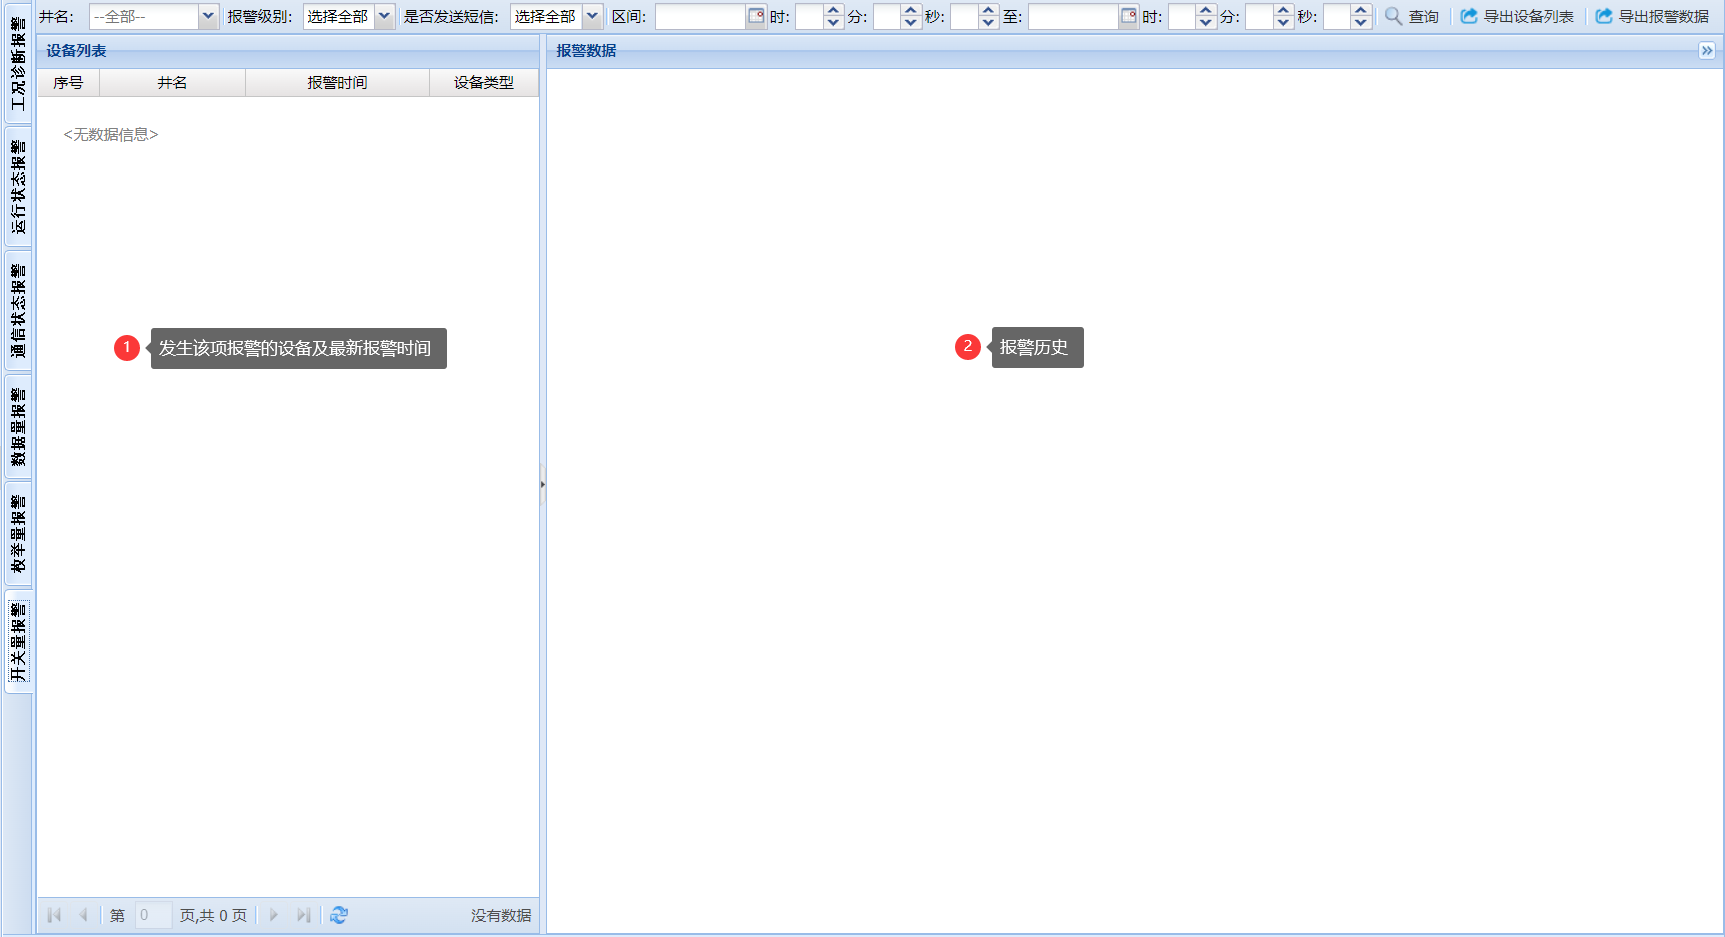 井名: --全部-- 报警级别: 选择全部 是否发送短信: 选择全部 区间: 时: 分: 秒: 至: 时: 分: 秒: 查询 导出设备列表 导出报警数据
工况诊断报警
运行状态报警
通信状态报警
数据量报警
枚举量报警
开关量报警
设备列表
序号 井名 报警时间 设备类型
<无数据信息>
1 发生该项报警的设备及最新报警时间
第 0 页,共 0 页 没有数据
报警数据
2 报警历史